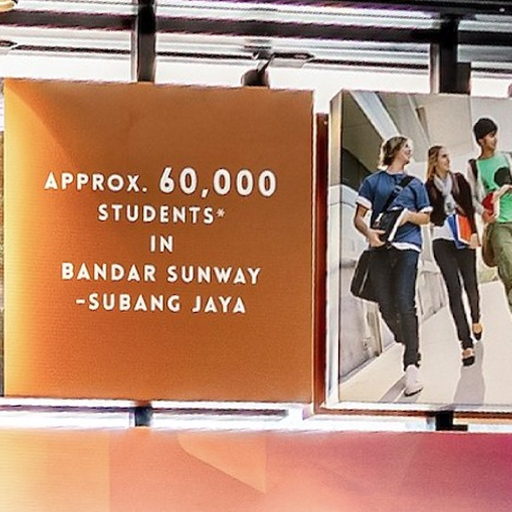 APPROX. 60,000
STUDENTS*
IN
BANDAR SUNWAY
-SUBANG JAYA